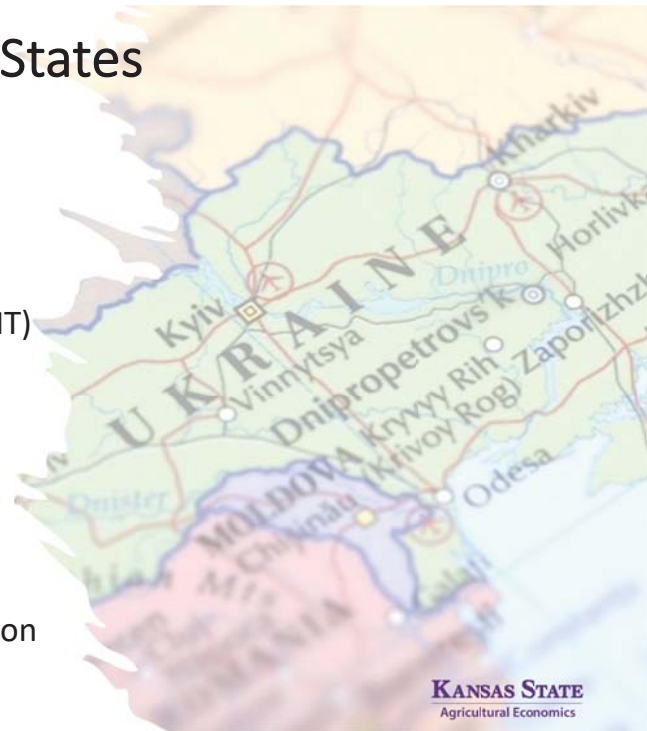 States
Kharkiv
Horlivka
UKRAINE
Dnipro
IT)
Kyiv
Dnipropetrovs'k
Vinnytsya
Kryvyy Rih
(Krivoy Rog)
Odesa
Dnister
MOLDOVA
Chişinău
Mts
ROMANIA
on
KANSAS STATE
Agricultural Economics